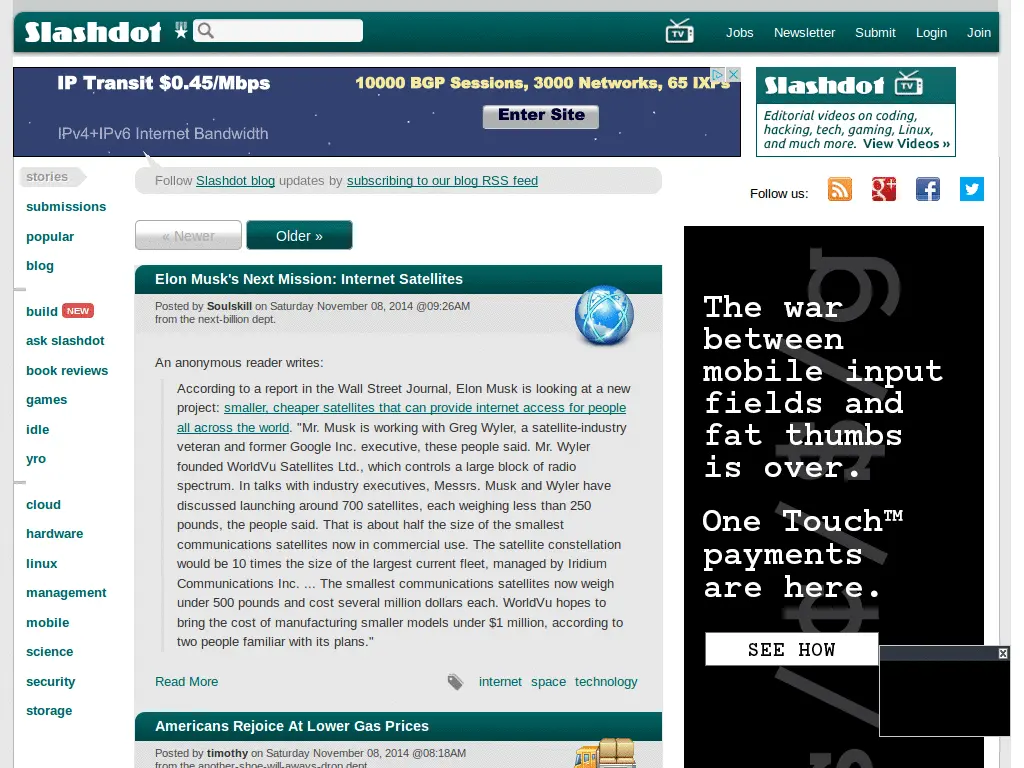 Slashdot
TV
Jobs
Newsletter
Submit
Login
Join
IP Transit $0.45/Mbps
10000 BGP Sessions, 3000 Networks, 65 IXPs
Enter Site
IPv4+IPv6 Internet Bandwidth
Slashdot TV
Editorial videos on coding,
hacking, tech, gaming, Linux,
and much more. View Videos »
stories
submissions
popular
blog
build NEW
ask slashdot
book reviews
games
idle
yro
cloud
hardware
linux
management
mobile
science
security
storage
Follow Slashdot blog updates by subscribing to our blog RSS feed
Follow us:
« Newer
Older »
Elon Musk's Next Mission: Internet Satellites
Posted by Soulskill on Saturday November 08, 2014 @09:26AM
from the next-billion dept.
An anonymous reader writes:
According to a report in the Wall Street Journal, Elon Musk is looking at a new
project: smaller, cheaper satellites that can provide internet access for people
all across the world. "Mr. Musk is working with Greg Wyler, a satellite-industry
veteran and former Google Inc. executive, these people said. Mr. Wyler
founded WorldVu Satellites Ltd., which controls a large block of radio
spectrum. In talks with industry executives, Messrs. Musk and Wyler have
discussed launching around 700 satellites, each weighing less than 250
pounds, the people said. That is about half the size of the smallest
communications satellites now in commercial use. The satellite constellation
would be 10 times the size of the largest current fleet, managed by Iridium
Communications Inc. … The smallest communications satellites now weigh
under 500 pounds and cost several million dollars each. WorldVu hopes to
bring the cost of manufacturing smaller models under $1 million, according to
two people familiar with its plans."
Read More
internet space technology
Americans Rejoice At Lower Gas Prices
Posted by timothy on Saturday November 08, 2014 @08:18AM
from the another-shoe-will-aways-drop dept.
The war
between
mobile input
fields and
fat thumbs
is over.
One Touch™
payments
are here.
SEE HOW